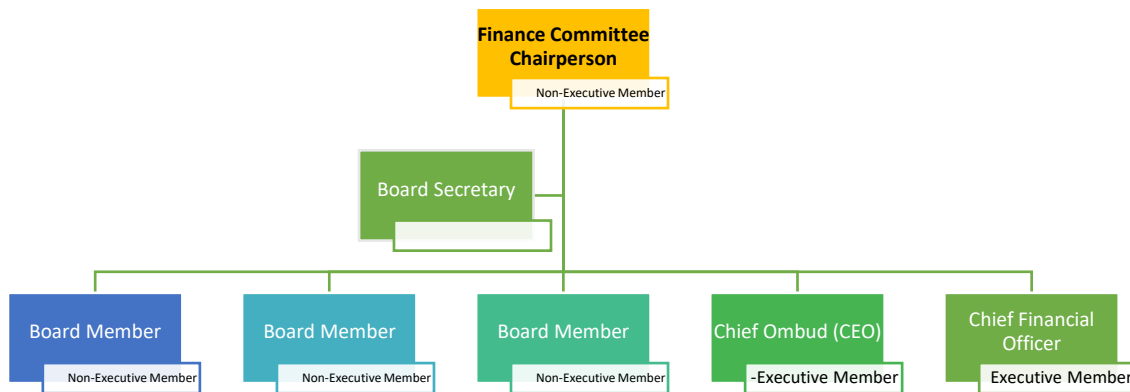 Finance Committee
Chairperson
Non-Executive Member
Board Secretary
Board Member
Non-Executive Member
Board Member
Non-Executive Member
Board Member
Non-Executive Member
Chief Ombud (CEO)
-Executive Member
Chief Financial
Officer
Executive Member